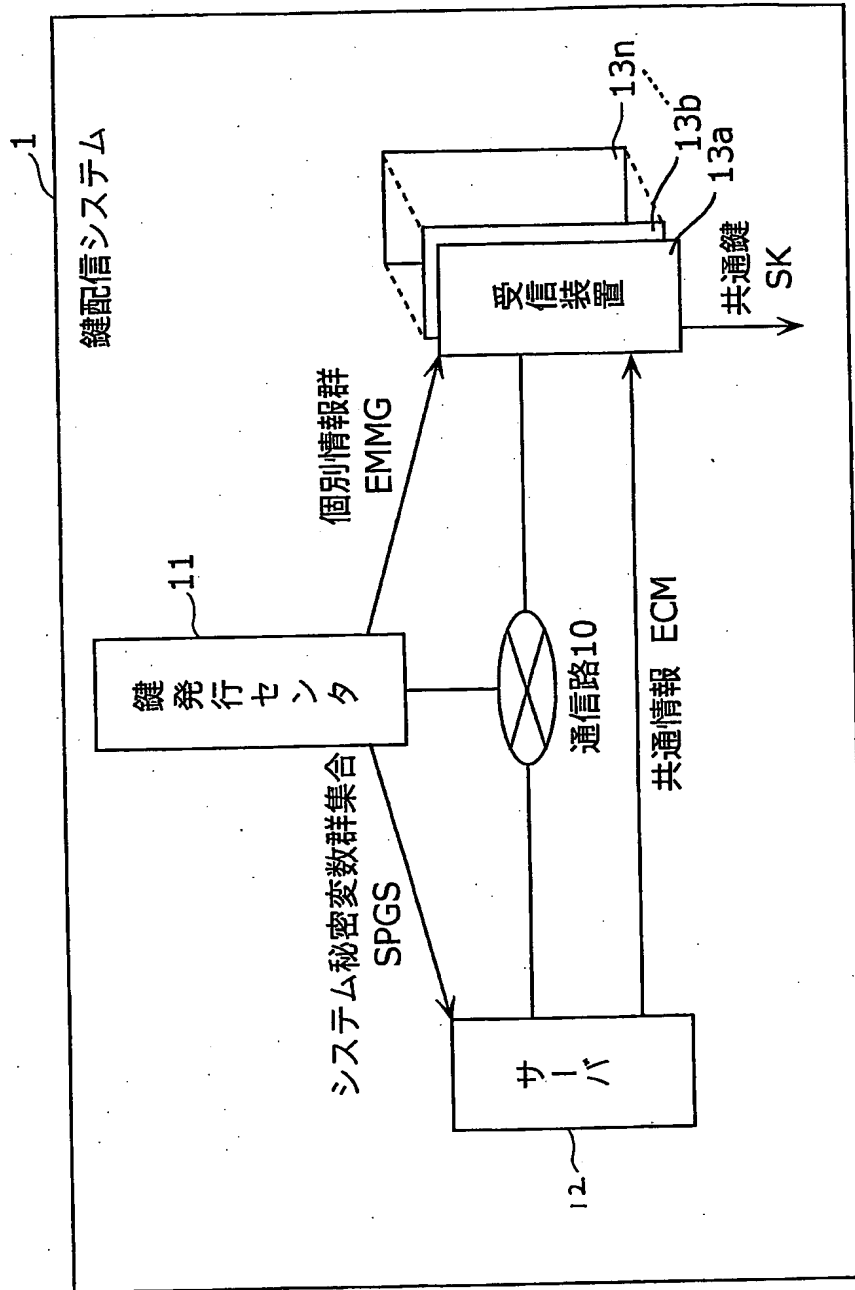 1
鍵配信システム
11
鍵発行センタ
システム秘密変数群集合
SPGS
個別情報群
EMMG
12
サーバ
通信路10
共通情報 ECM
受信装置
13n
13b
13a
共通鍵
SK